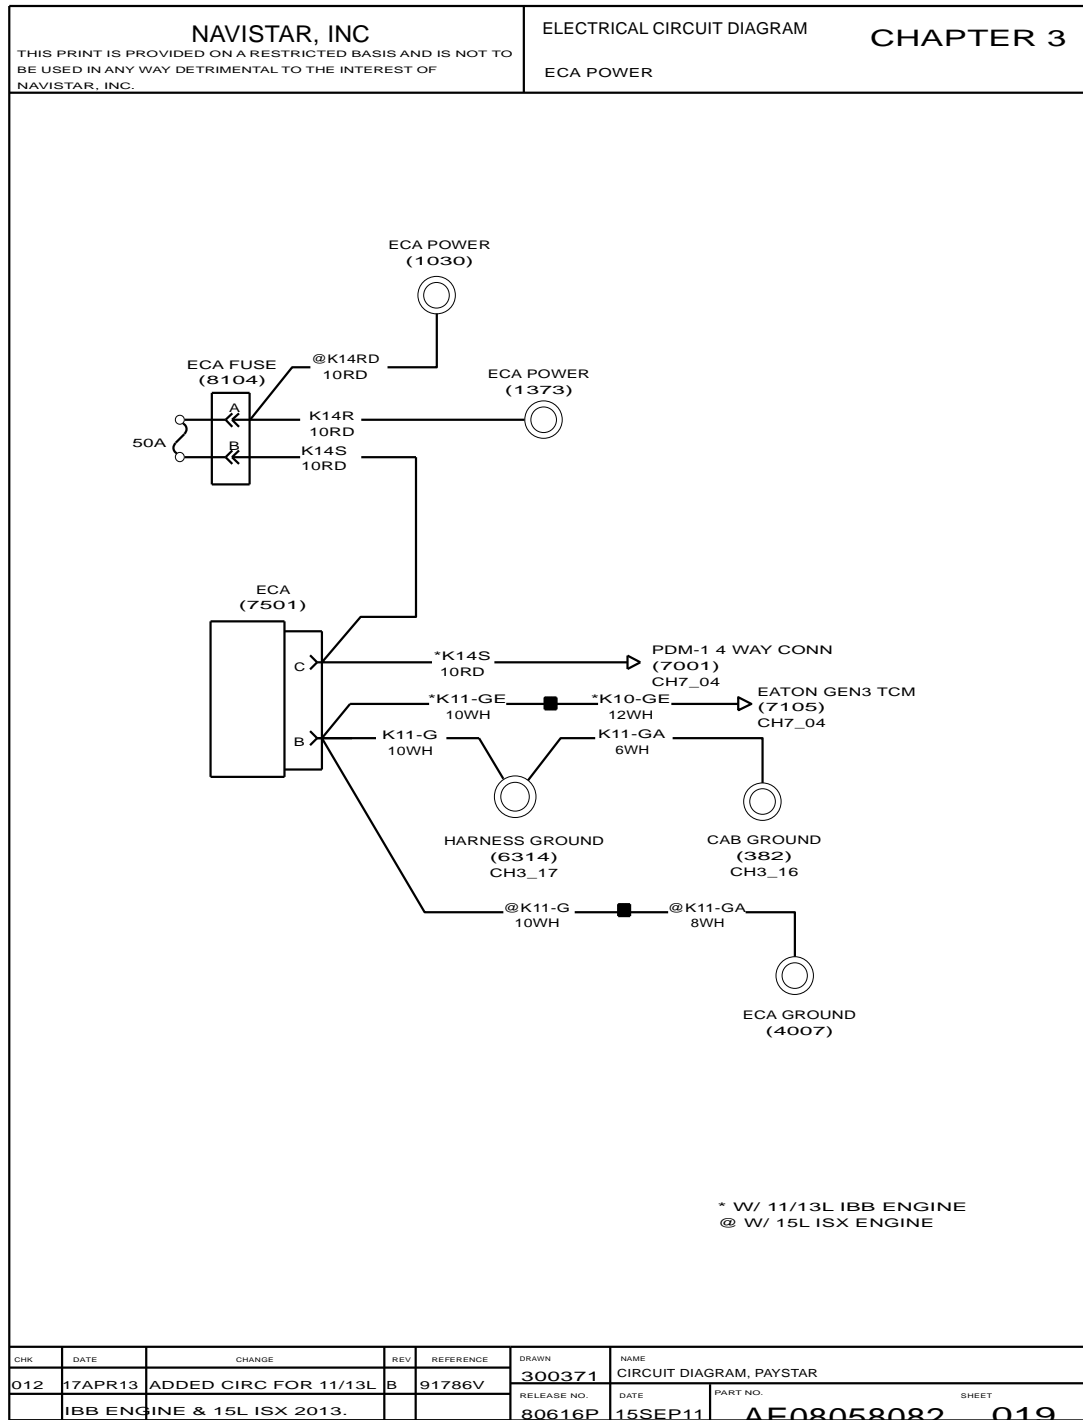 NAVISTAR, INC
THIS PRINT IS PROVIDED ON A RESTRICTED BASIS AND IS NOT TO
BE USED IN ANY WAY DETRIMENTAL TO THE INTEREST OF
NAVISTAR, INC.
ELECTRICAL CIRCUIT DIAGRAM
CHAPTER 3
ECA POWER
ECA POWER
(1030)
ECA FUSE
(8104)
@K14RD
10RD
ECA POWER
(1373)
A
K14R
10RD
50A
B
K14S
10RD
ECA
(7501)
C
*K14S
10RD
PDM-1 4 WAY CONN
(7001)
CH7_04
*K11-GE
10WH
*K10-GE
12WH
EATON GEN3 TCM
(7105)
CH7_04
B
K11-G
10WH
K11-GA
6WH
HARNESS GROUND
(6314)
CH3_17
CAB GROUND
(382)
CH3_16
@K11-G
10WH
@K11-GA
8WH
ECA GROUND
(4007)
* W/ 11/13L IBB ENGINE
@ W/ 15L ISX ENGINE
CHK DATE CHANGE REV REFERENCE
012 17APR13 ADDED CIRC FOR 11/13L B 91786V
IBB ENGINE & 15L ISX 2013.
DRAWN
300371
NAME
CIRCUIT DIAGRAM, PAYSTAR
RELEASE NO.
80616P
DATE
15SEP11
PART NO.
AE08058082
SHEET
019